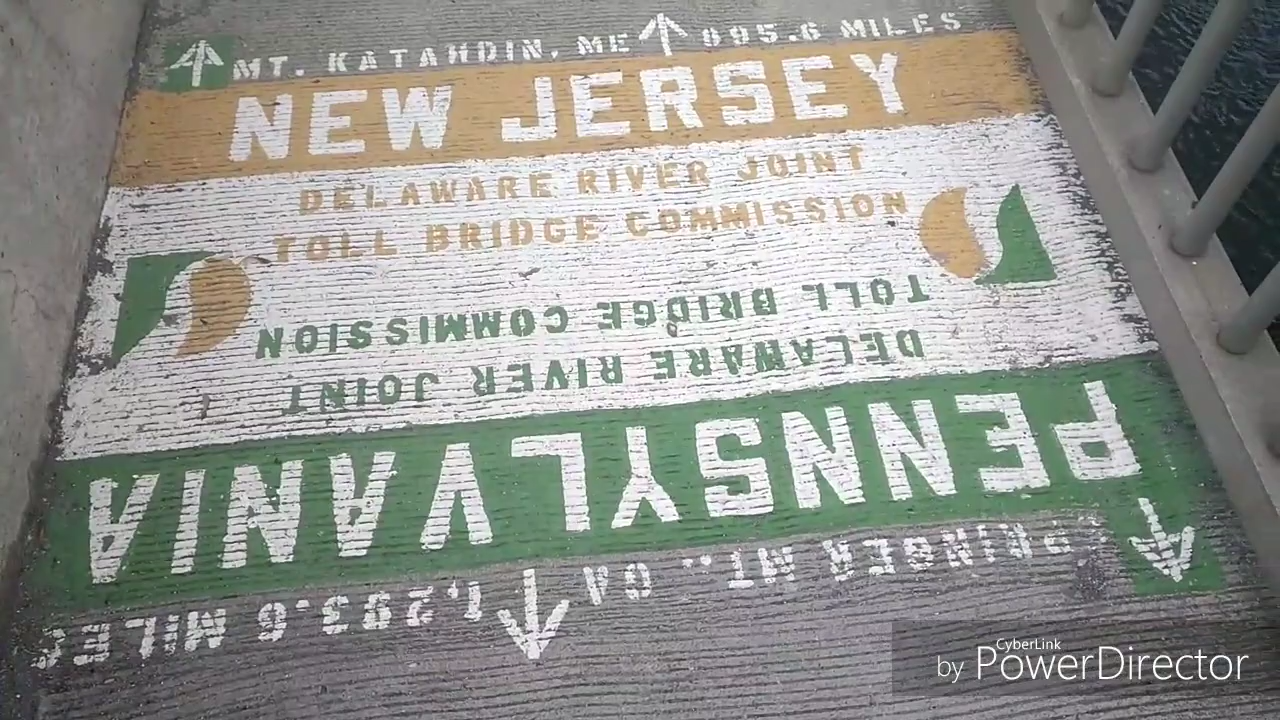 MT. KATAHDIN, ME 895.6 MILES
NEW JERSEY
DELAWARE RIVER JOINT
TOLL BRIDGE COMMISSION
PENNSYLVANIA
DELAWARE RIVER JOINT
TOLL BRIDGE COMMISSION
SPRINGER MT., GA 1,293.6 MILES
CyberLink
by PowerDirector